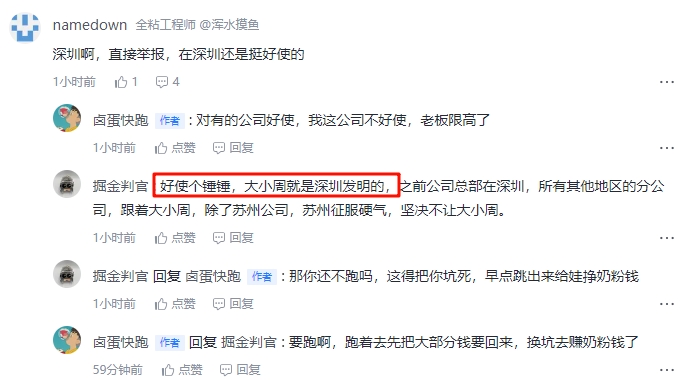 namedown 全粘工程师 @浑水摸鱼
深圳啊，直接举报，在深圳还是挺好使的
1小时前 1 4
卤蛋快跑 作者 : 对有的公司好使，我这公司不好使，老板限高了
1小时前 点赞 回复
掘金判官 好使个锤锤，大小周就是深圳发明的，之前公司总部在深圳，所有其他地区的分公
司，跟着大小周，除了苏州公司，苏州征服硬气，坚决不让大小周。
1小时前 点赞 回复
掘金判官 回复 卤蛋快跑 作者 : 那你还不跑吗，这得把你坑死，早点跳出来给娃挣奶粉钱
1小时前 点赞 回复
卤蛋快跑 作者 回复 掘金判官 : 要跑啊，跑着去先把大部分钱要回来，换坑去赚奶粉钱了
59分钟前 点赞 回复